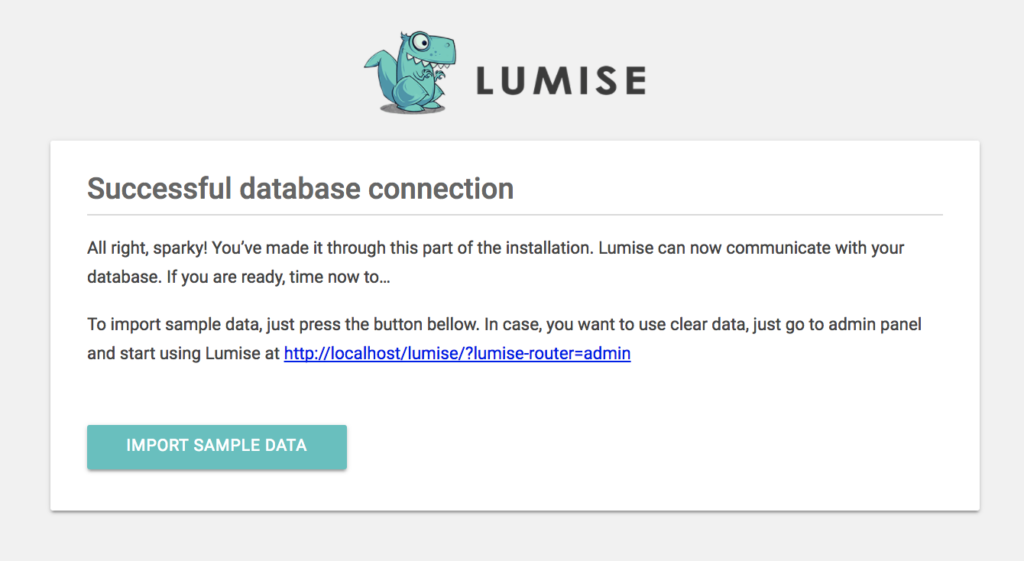 LUMISE
Successful database connection
All right, sparky! You’ve made it through this part of the installation. Lumise can now communicate with your
database. If you are ready, time now to…
To import sample data, just press the button bellow. In case, you want to use clear data, just go to admin panel
and start using Lumise at http://localhost/lumise/?lumise-router=admin
IMPORT SAMPLE DATA